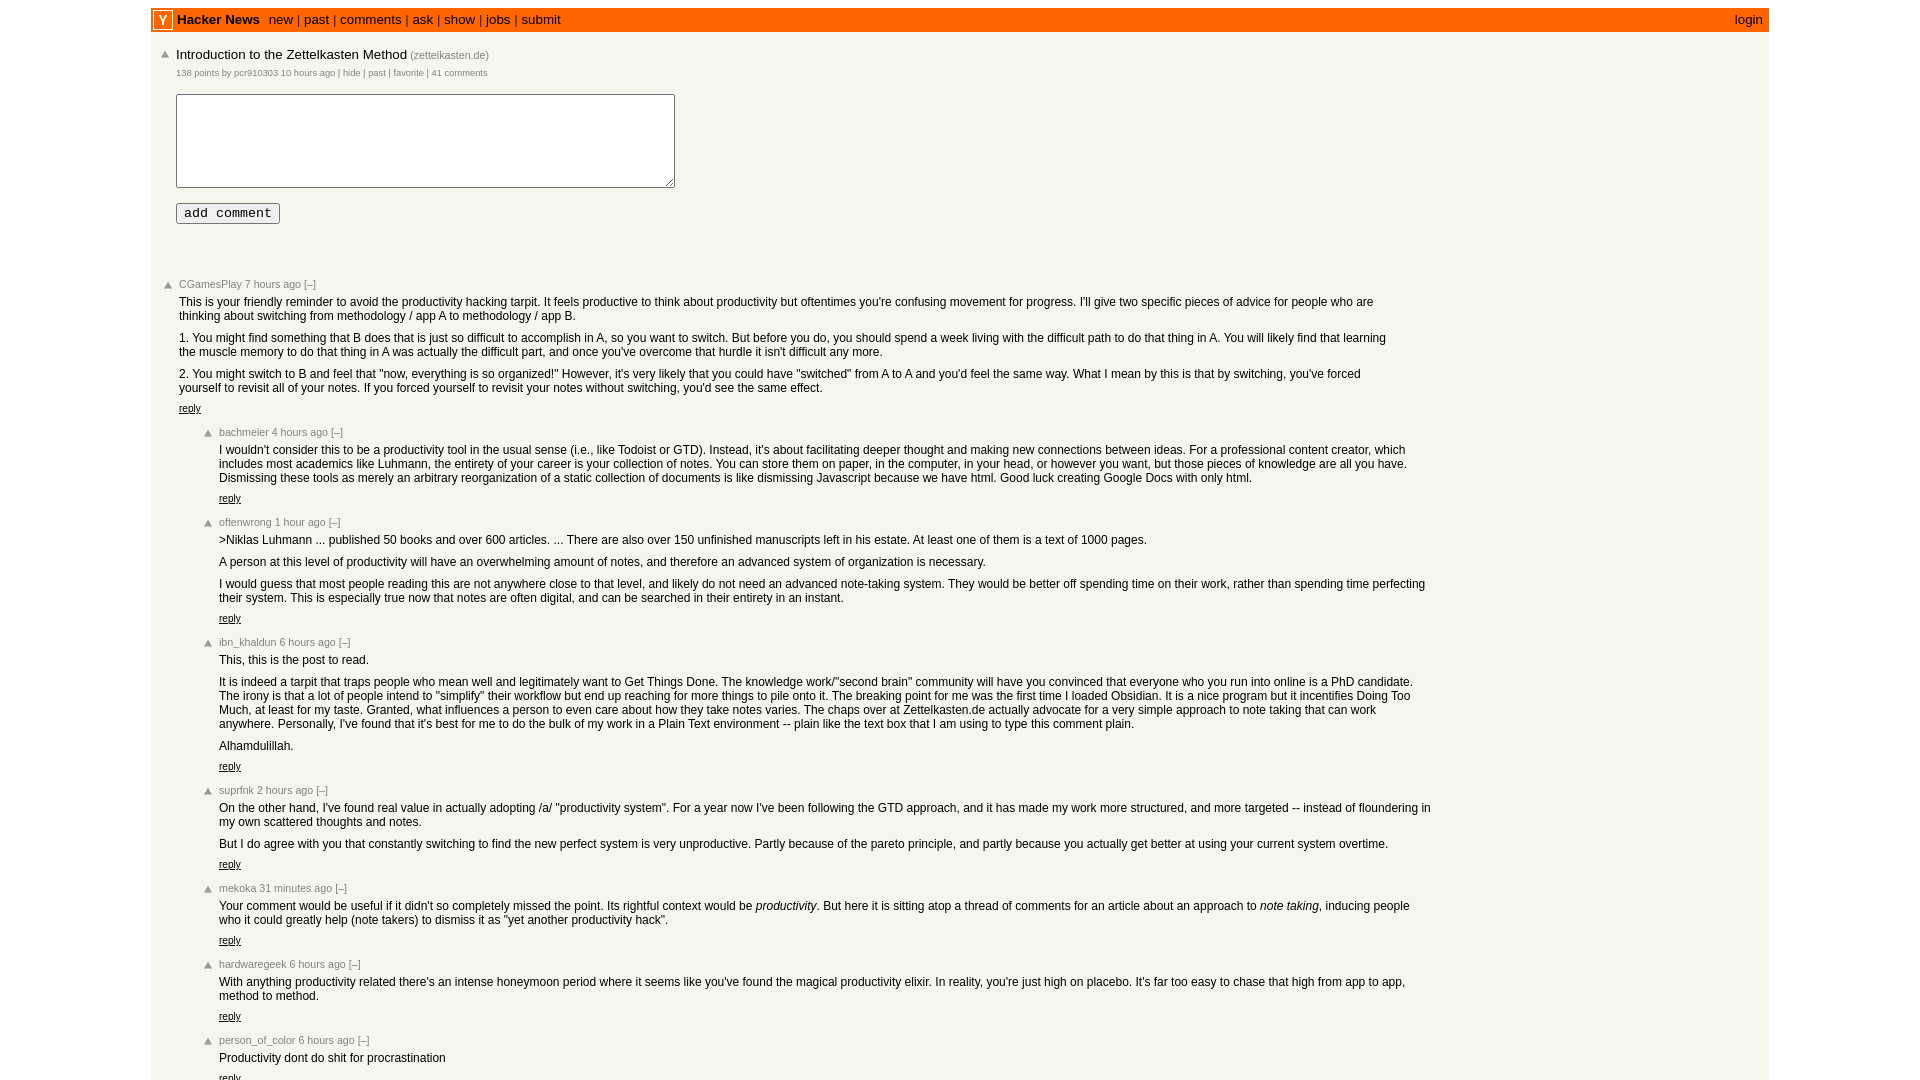 Y Hacker News new | past | comments | ask | show | jobs | submit login
Introduction to the Zettelkasten Method (zettelkasten.de)
138 points by pcr910303 10 hours ago | hide | past | favorite | 41 comments
add comment
CGamesPlay 7 hours ago [–]
This is your friendly reminder to avoid the productivity hacking tarpit. It feels productive to think about productivity but oftentimes you're confusing movement for progress. I'll give two specific pieces of advice for people who are
thinking about switching from methodology / app A to methodology / app B.
1. You might find something that B does that is just so difficult to accomplish in A, so you want to switch. But before you do, you should spend a week living with the difficult path to do that thing in A. You will likely find that learning
the muscle memory to do that thing in A was actually the difficult part, and once you've overcome that hurdle it isn't difficult any more.
2. You might switch to B and feel that "now, everything is so organized!" However, it's very likely that you could have "switched" from A to A and you'd feel the same way. What I mean by this is that by switching, you've forced
yourself to revisit all of your notes. If you forced yourself to revisit your notes without switching, you'd see the same effect.
reply
bachmeier 4 hours ago [–]
I wouldn't consider this to be a productivity tool in the usual sense (i.e., like Todoist or GTD). Instead, it's about facilitating deeper thought and making new connections between ideas. For a professional content creator, which
includes most academics like Luhmann, the entirety of your career is your collection of notes. You can store them on paper, in the computer, in your head, or however you want, but those pieces of knowledge are all you have.
Dismissing these tools as merely an arbitrary reorganization of a static collection of documents is like dismissing Javascript because we have html. Good luck creating Google Docs with only html.
reply
oftenwrong 1 hour ago [–]
>Niklas Luhmann ... published 50 books and over 600 articles. ... There are also over 150 unfinished manuscripts left in his estate. At least one of them is a text of 1000 pages.
A person at this level of productivity will have an overwhelming amount of notes, and therefore an advanced system of organization is necessary.
I would guess that most people reading this are not anywhere close to that level, and likely do not need an advanced note-taking system. They would be better off spending time on their work, rather than spending time perfecting
their system. This is especially true now that notes are often digital, and can be searched in their entirety in an instant.
reply
ibn_khaldun 6 hours ago [–]
This, this is the post to read.
It is indeed a tarpit that traps people who mean well and legitimately want to Get Things Done. The knowledge work/"second brain" community will have you convinced that everyone who you run into online is a PhD candidate.
The irony is that a lot of people intend to "simplify" their workflow but end up reaching for more things to pile onto it. The breaking point for me was the first time I loaded Obsidian. It is a nice program but it incentifies Doing Too
Much, at least for my taste. Granted, what influences a person to even care about how they take notes varies. The chaps over at Zettelkasten.de actually advocate for a very simple approach to note taking that can work
anywhere. Personally, I've found that it's best for me to do the bulk of my work in a Plain Text environment -- plain like the text box that I am using to type this comment plain.
Alhamdulillah.
reply
suprfnk 2 hours ago [–]
On the other hand, I've found real value in actually adopting /a/ "productivity system". For a year now I've been following the GTD approach, and it has made my work more structured, and more targeted -- instead of floundering in
my own scattered thoughts and notes.
But I do agree with you that constantly switching to find the new perfect system is very unproductive. Partly because of the pareto principle, and partly because you actually get better at using your current system overtime.
reply
mekoka 31 minutes ago [–]
Your comment would be useful if it didn't so completely missed the point. Its rightful context would be productivity. But here it is sitting atop a thread of comments for an article about an approach to note taking, inducing people
who it could greatly help (note takers) to dismiss it as "yet another productivity hack".
reply
hardwaregeek 6 hours ago [–]
With anything productivity related there's an intense honeymoon period where it seems like you've found the magical productivity elixir. In reality, you're just high on placebo. It's far too easy to chase that high from app to app,
method to method.
reply
person_of_color 6 hours ago [–]
Productivity dont do shit for procrastination
reply